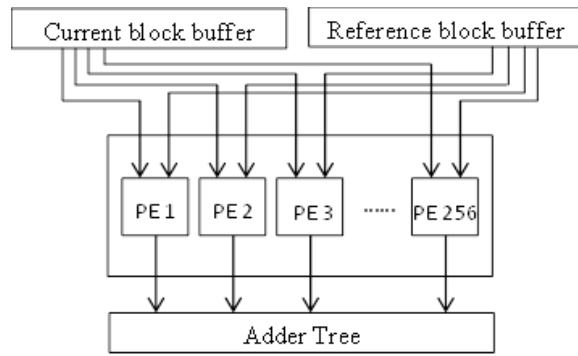 Current block buffer
Reference block buffer
PE 1
PE 2
PE 3
......
PE 256
Adder Tree